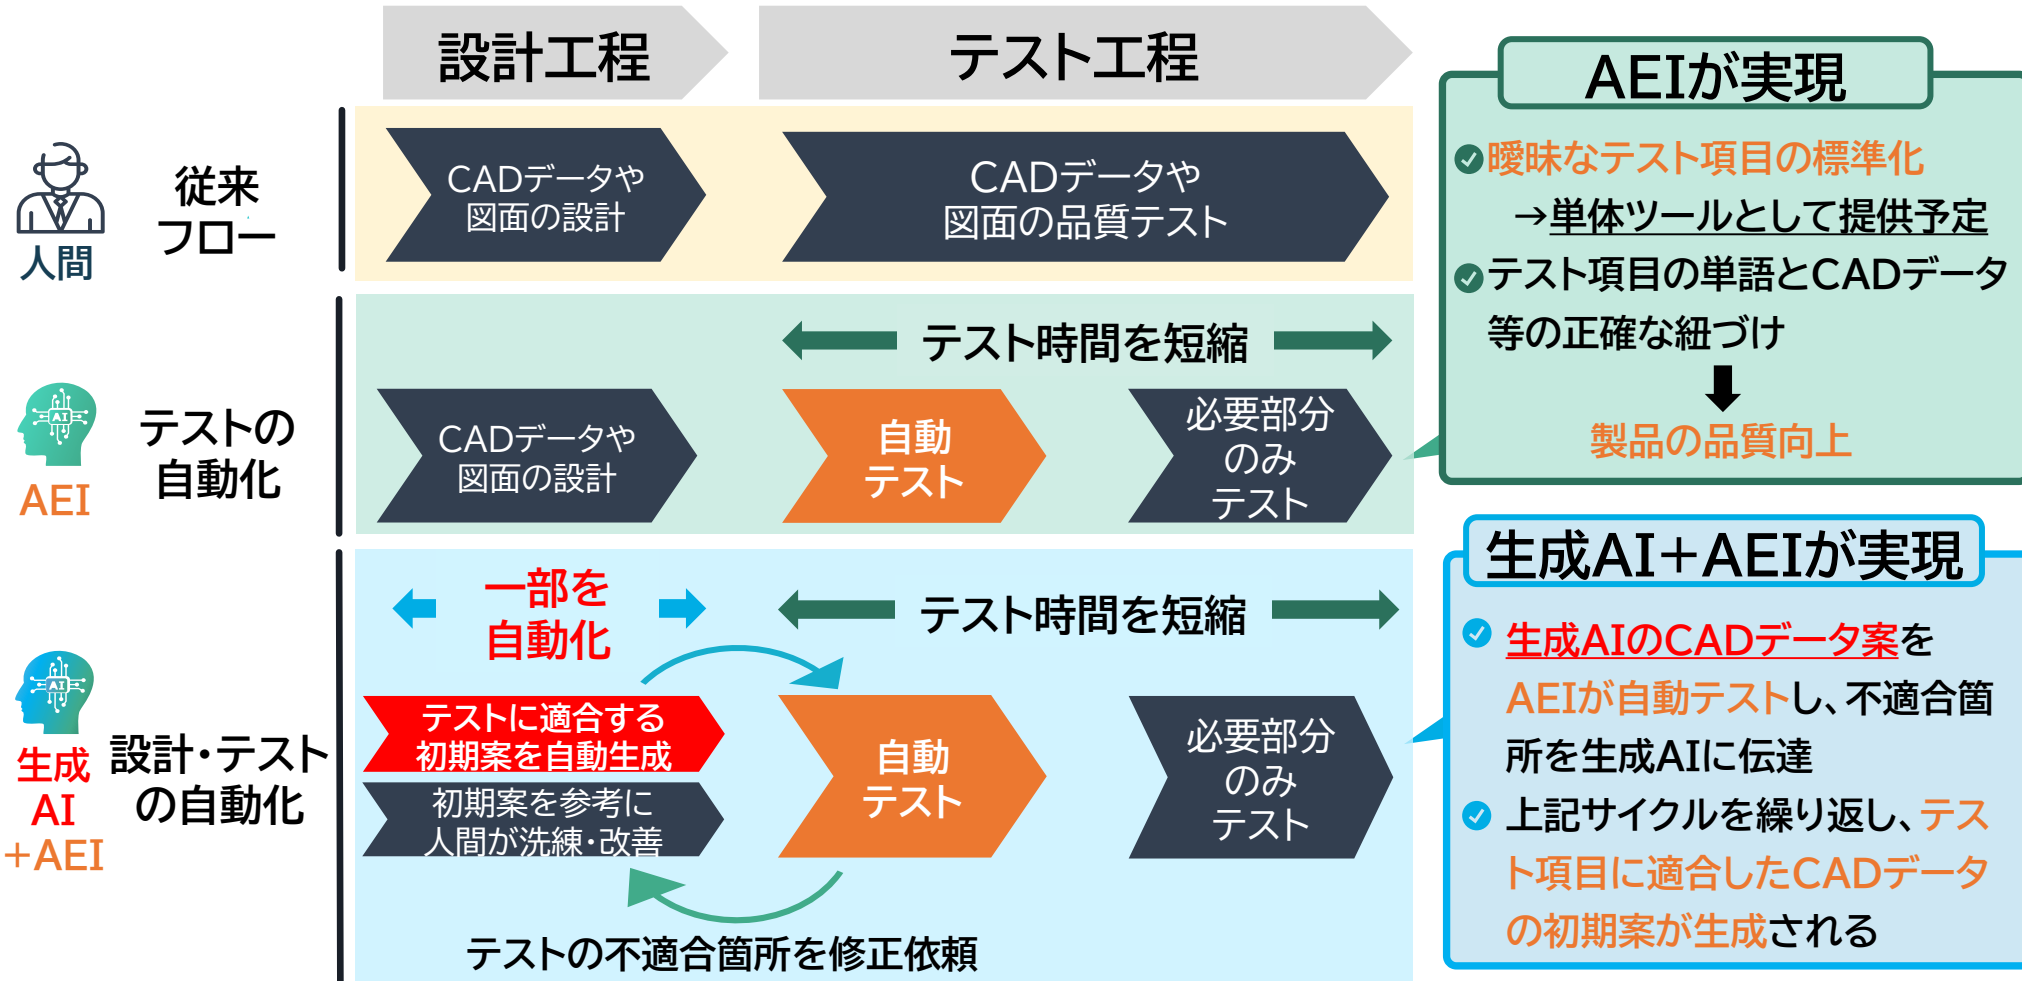 設計工程
テスト工程
人間
従来
フロー
CADデータや
図面の設計
CADデータや
図面の品質テスト
AEI
テストの
自動化
テスト時間を短縮
CADデータや
図面の設計
自動
テスト
必要部分
のみ
テスト
生成
AI
+AEI
設計・テスト
の自動化
一部を
自動化
テスト時間を短縮
テストに適合する
初期案を自動生成
初期案を参考に
人間が洗練・改善
自動
テスト
必要部分
のみ
テスト
テストの不適合箇所を修正依頼
AEIが実現
曖昧なテスト項目の標準化
→単体ツールとして提供予定
テスト項目の単語とCADデータ
等の正確な紐づけ
製品の品質向上
生成AI+AEIが実現
生成AIのCADデータ案を
AEIが自動テストし、不適合箇
所を生成AIに伝達
上記サイクルを繰り返し、テス
ト項目に適合したCADデータ
の初期案が生成される
AI
AI